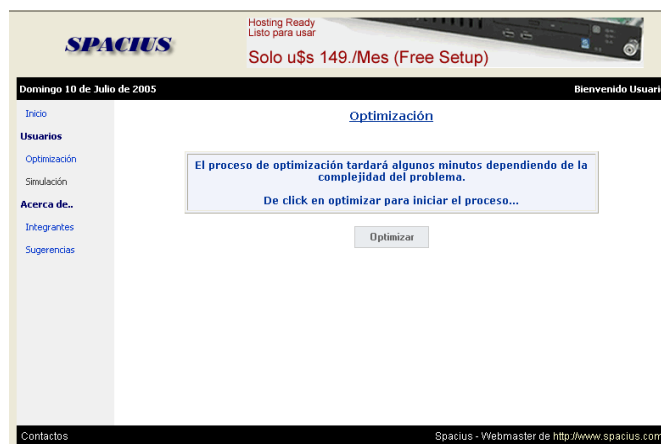 SPACIUS
Hosting Ready
Listo para usar
Solo u$s 149./Mes (Free Setup)
Domingo 10 de Julio de 2005
Bienvenido Usuari
Inicio
Usuarios
Optimización
Simulación
Acerca de..
Integrantes
Sugerencias
Optimización
El proceso de optimización tardará algunos minutos dependiendo de la
complejidad del problema.
De click en optimizar para iniciar el proceso...
Optimizar
Contactos
Spacius - Webmaster de http://www.spacius.com